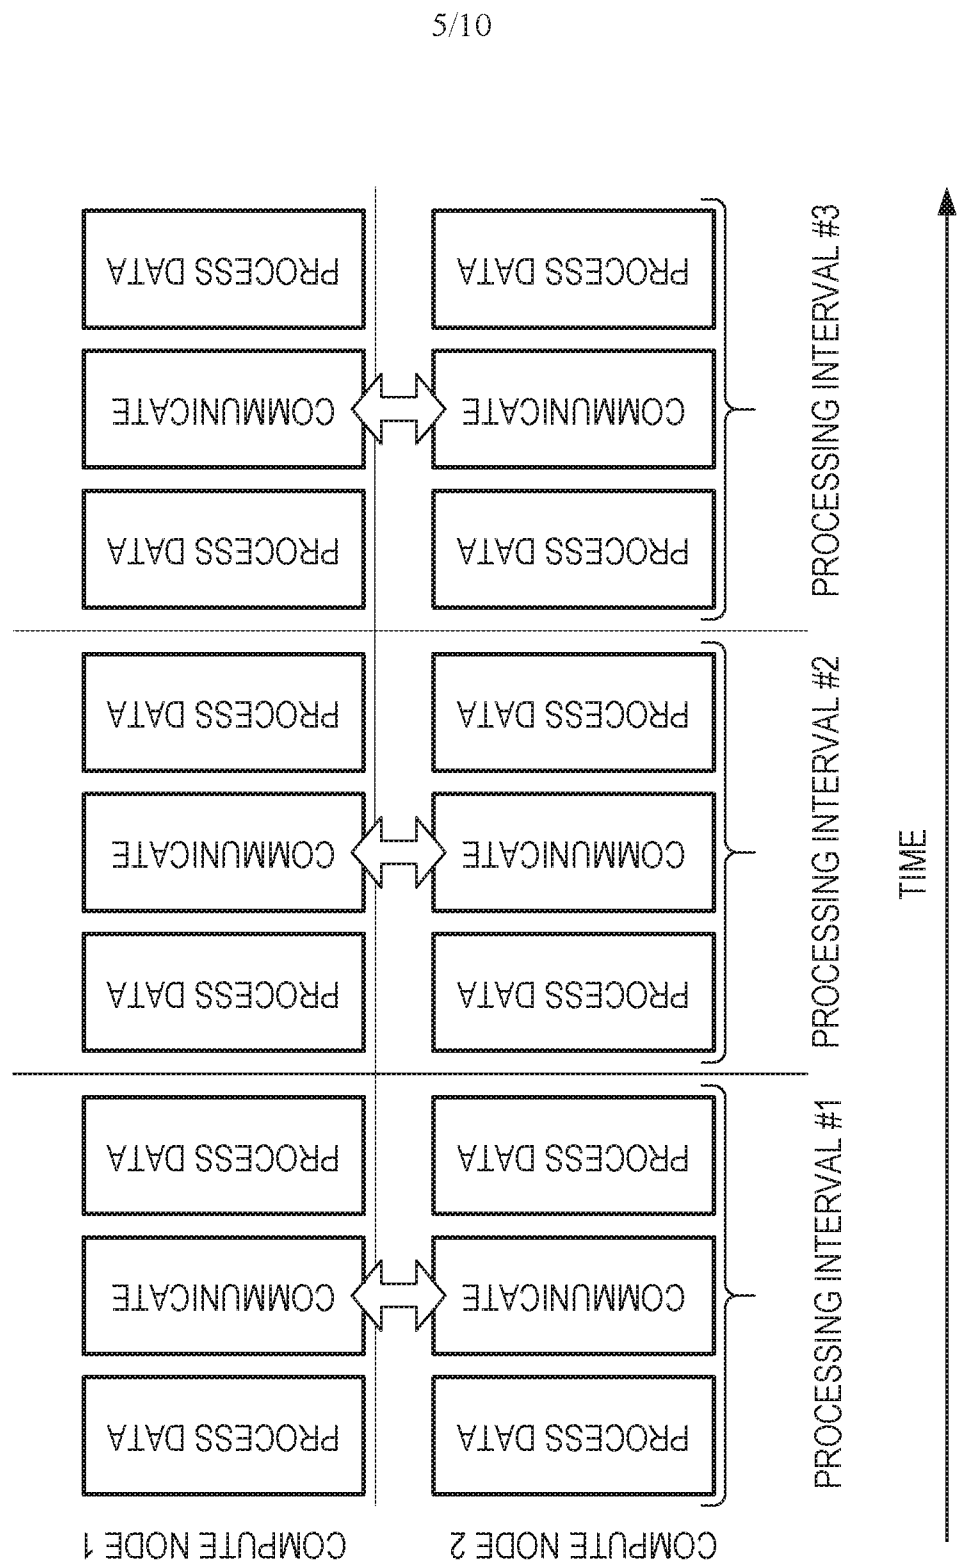 5/10
COMPUTE NODE 1
PROCESS DATA
COMMUNICATE
PROCESS DATA
PROCESS DATA
COMMUNICATE
PROCESS DATA
PROCESS DATA
COMMUNICATE
PROCESS DATA
COMPUTE NODE 2
PROCESS DATA
COMMUNICATE
PROCESS DATA
PROCESS DATA
COMMUNICATE
PROCESS DATA
PROCESS DATA
COMMUNICATE
PROCESS DATA
PROCESSING INTERVAL #1
PROCESSING INTERVAL #2
PROCESSING INTERVAL #3
TIME